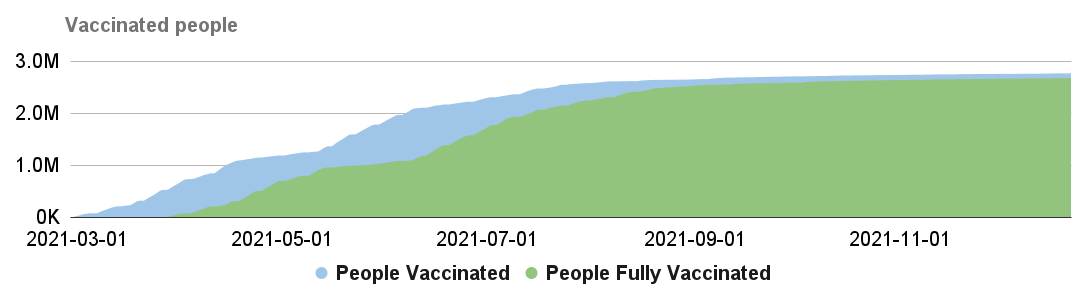 Vaccinated people
3.0M
2.0M
1.0M
0K
2021-03-01 2021-05-01 2021-07-01 2021-09-01 2021-11-01
People Vaccinated People Fully Vaccinated